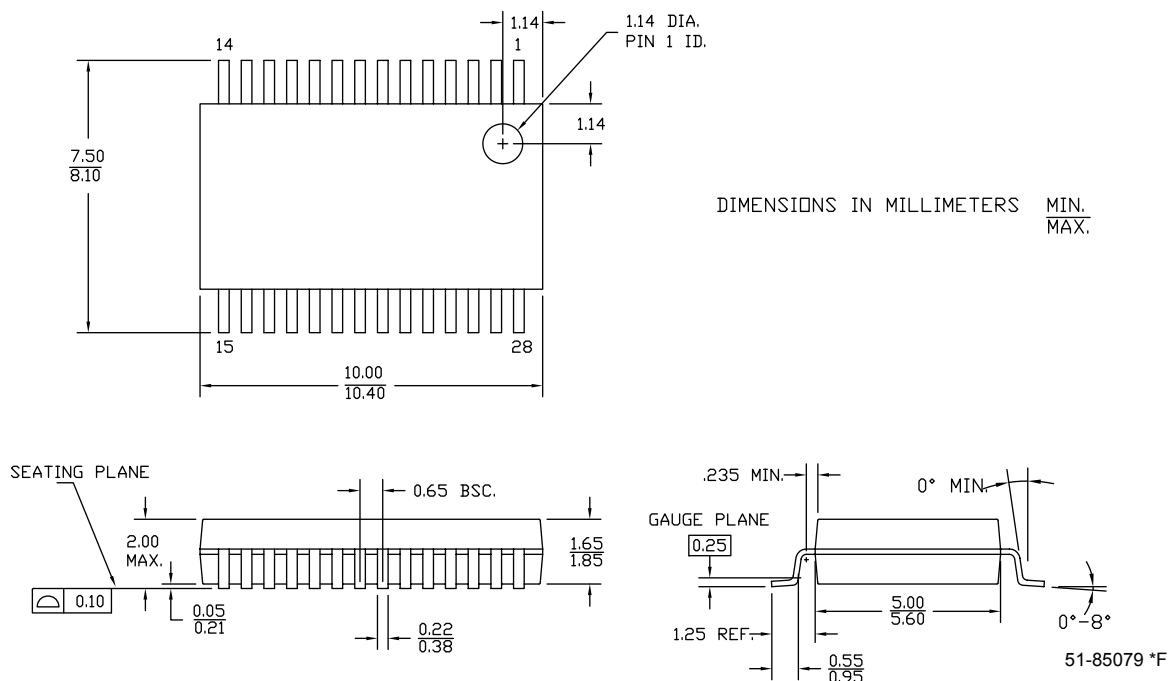 1.14
1.14 DIA.
PIN 1 ID.
14
1
1.14
7.50
8.10
DIMENSIONS IN MILLIMETERS MIN.
MAX.
15
28
10.00
10.40
SEATING PLANE
0.65 BSC.
2.00
MAX.
1.65
1.85
0.10
0.05
0.21
0.22
0.38
.235 MIN.
0° MIN.
GAUGE PLANE
0.25
5.00
5.60
1.25 REF.
0°-8°
0.55
0.95
51-85079 *F